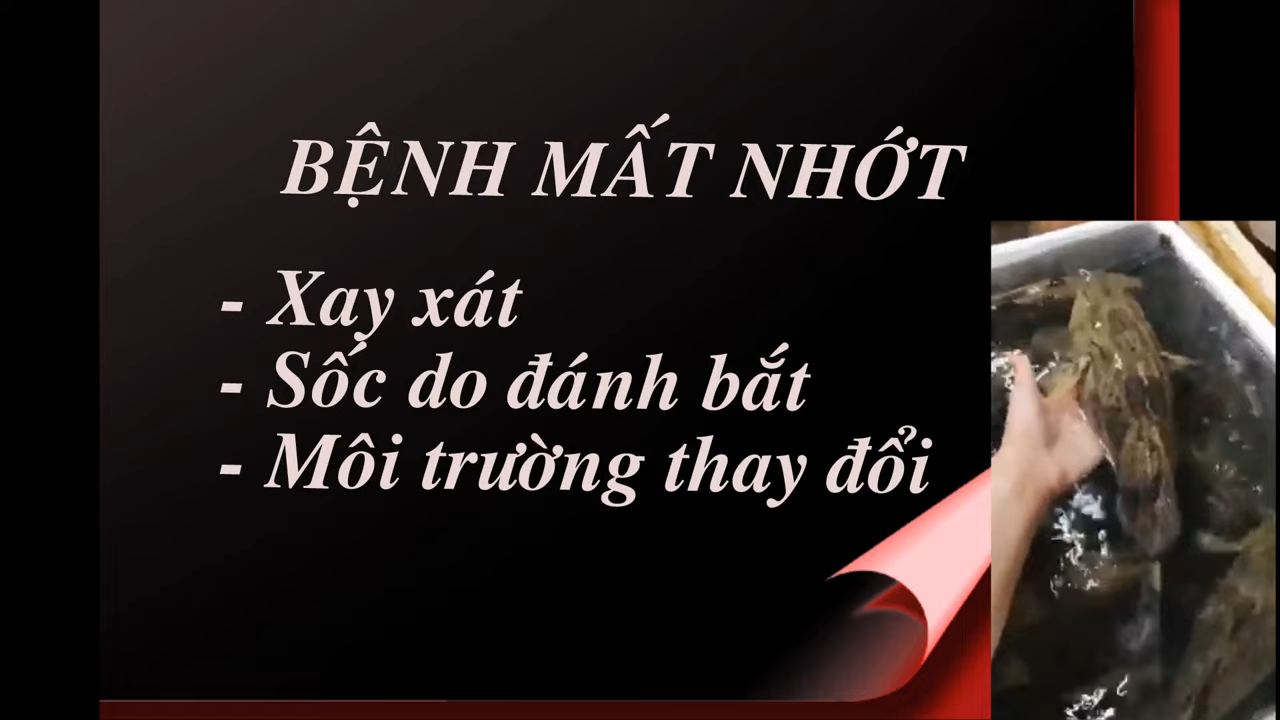 BỆNH MẤT NHỚT
- Xay xát
- Sốc do đánh bắt
- Môi trường thay đổi